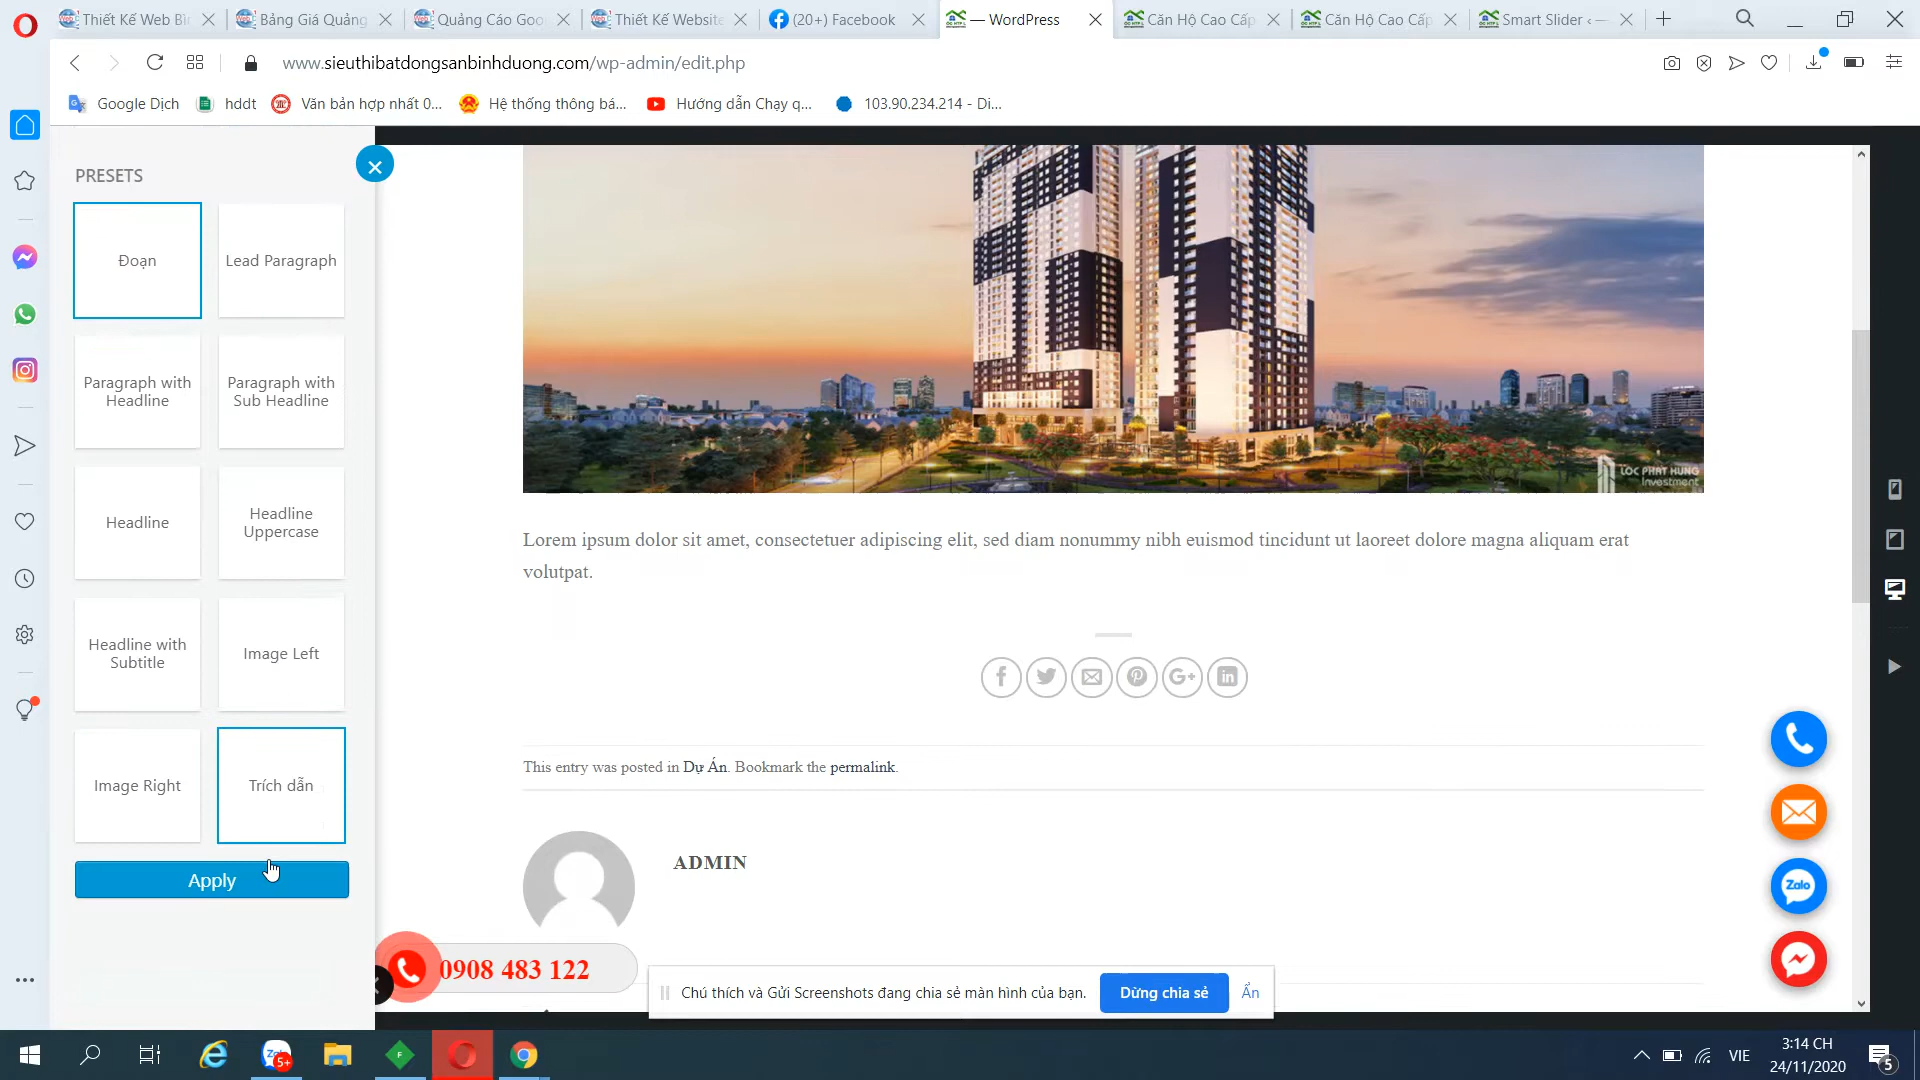 Thiết Kế Web Bì
Bảng Giá Quảng
Quảng Cáo Goo
Thiết Kế Website
(20+) Facebook
— WordPress
Căn Hộ Cao Cấp
Căn Hộ Cao Cấp
Smart Slider ‹ —
www.sieuthibatdongsanbinhduong.com/wp-admin/edit.php
Google Dịch
hddt
Văn bản hợp nhất 0...
Hệ thống thông bá...
Hướng dẫn Chạy q...
103.90.234.214 - Di...
PRESETS
Đoạn
Lead Paragraph
Paragraph with
Headline
Paragraph with
Sub Headline
Headline
Headline
Uppercase
Headline with
Subtitle
Image Left
Image Right
Trích dẫn
Apply
LỘC PHÁT HƯNG
Investment
Lorem ipsum dolor sit amet, consectetuer adipiscing elit, sed diam nonummy nibh euismod tincidunt ut laoreet dolore magna aliquam erat
volutpat.
This entry was posted in Dự Án. Bookmark the permalink.
ADMIN
0908 483 122
Zalo
Chú thích và Gửi Screenshots đang chia sẻ màn hình của bạn.
Dừng chia sẻ
Ẩn
5+
VIE
3:14 CH
24/11/2020
5